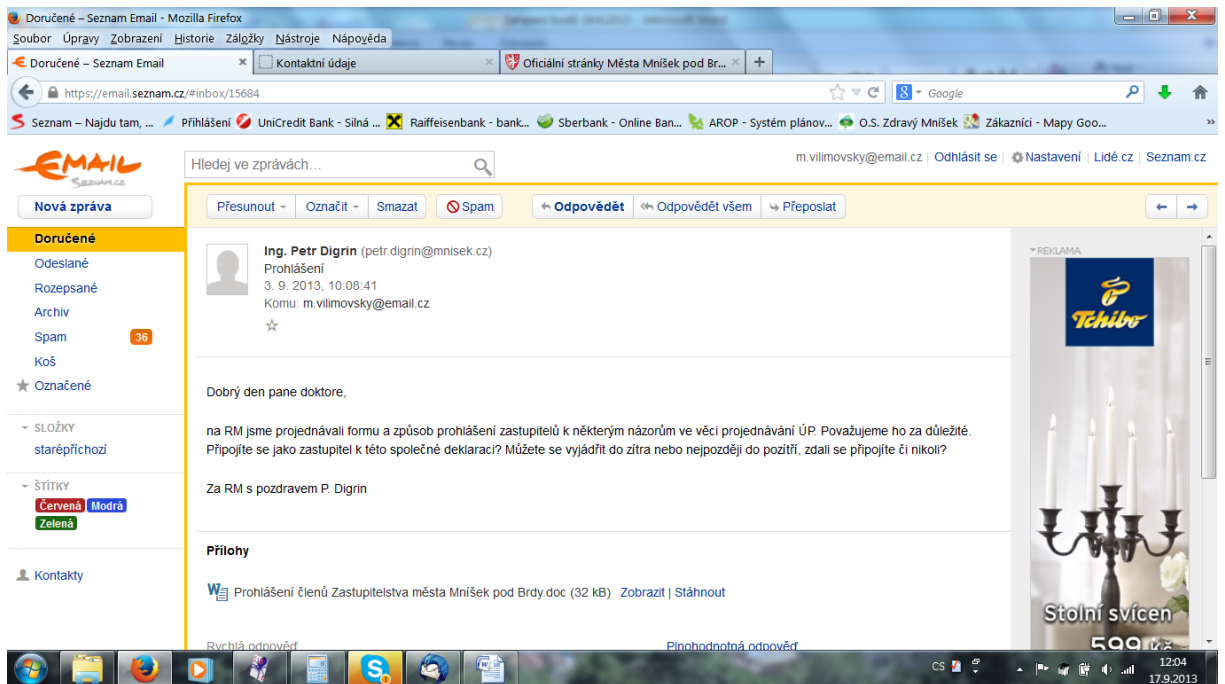 Doručené – Seznam Email - Mozilla Firefox
Soubor Úpravy Zobrazení Historie Záložky Nástroje Nápověda
Doručené – Seznam Email × Kontaktní údaje × Oficiální stránky Města Mníšek pod Br... × +
https://email.seznam.cz/#inbox/15684 Google
Seznam – Najdu tam, ... Přihlášení UniCredit Bank - Silná ... Raiffeisenbank - bank... Sberbank - Online Ban... AROP - Systém plánov... O.S. Zdravý Mníšek Zákazníci - Mapy Goo... »
EMAIL
Seznam.cz
Hledej ve zprávách...
m.vilimovsky@email.cz | Odhlásit se | Nastavení | Lidé.cz | Seznam.cz
Nová zpráva
Přesunout Označit Smazat Spam Odpovědět Odpovědět všem Přeposlat
Doručené
Odeslané
Rozepsané
Archiv
Spam 36
Koš
Označené
SLOŽKY
starépříchozí
ŠTÍTKY
Červená Modrá
Zelená
Kontakty
Ing. Petr Digrin (petr.digrin@mnisek.cz)
Prohlášení
3. 9. 2013, 10:08:41
Komu: m.vilimovsky@email.cz
Dobrý den pane doktore,
na RM jsme projednávali formu a způsob prohlášení zastupitelů k některým názorům ve věci projednávání ÚP. Považujeme ho za důležité.
Připojíte se jako zastupitel k této společné deklaraci? Můžete se vyjádřit do zítra nebo nejpozději do pozítří, zdali se připojíte či nikoli?
Za RM s pozdravem P. Digrin
Přílohy
Prohlášení členů Zastupitelstva města Mníšek pod Brdy.doc (32 kB) Zobrazit | Stáhnout
Rychlá odpověď Plnohodnotná odpověď
REKLAMA
Tchibo
Stolní svícen
599 Kč
CS
12:04
17.9.2013